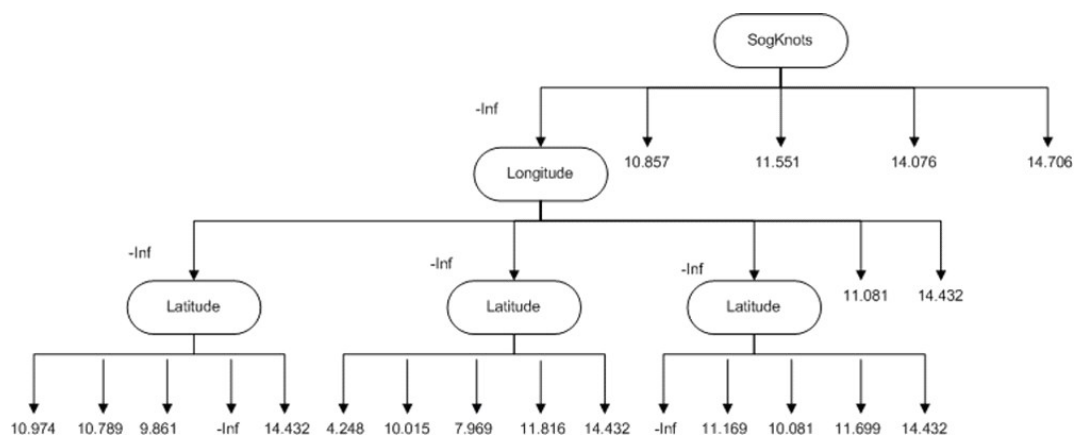 SogKnots
-Inf
Longitude
10.857
11.551
14.076
14.706
-Inf
-Inf
-Inf
Latitude
Latitude
Latitude
11.081
14.432
10.974
10.789
9.861
-Inf
14.432
4.248
10.015
7.969
11.816
14.432
-Inf
11.169
10.081
11.699
14.432